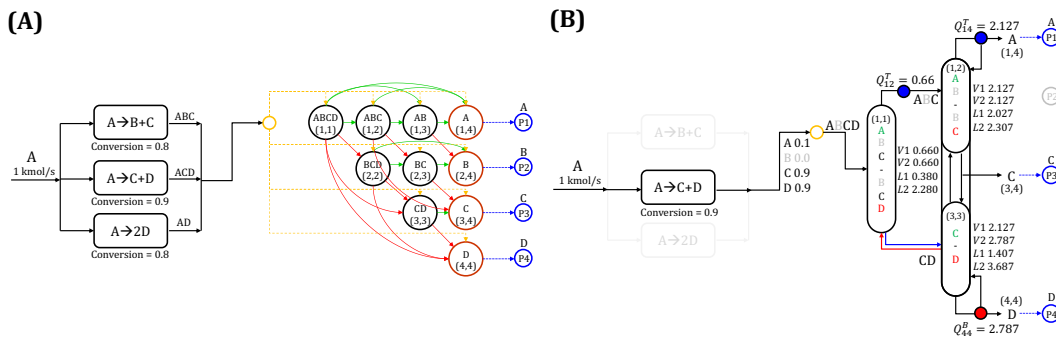 (A)
A
1 kmol/s
A→B+C
Conversion = 0.8
A→C+D
Conversion = 0.9
A→2D
Conversion = 0.8
ABC
ACD
AD
ABCD
(1,1)
ABC
(1,2)
AB
(1,3)
A
(1,4)
BCD
(2,2)
BC
(2,3)
B
(2,4)
CD
(3,3)
C
(3,4)
D
(4,4)
A
P1
B
P2
C
P3
D
P4
(B)
A
1 kmol/s
A→B+C
A→C+D
Conversion = 0.9
A→2D
ABCD
A 0.1
B 0.0
C 0.9
D 0.9
(1,1)
A
B
C
-
B
C
D
V1 0.660
V2 0.660
L1 0.380
L2 2.280
Q^T_12 = 0.66
ABC
CD
Q^T_14 = 2.127
(1,2)
A
B
-
B
C
V1 2.127
V2 2.127
L1 2.027
L2 2.307
(3,3)
C
-
D
V1 2.127
V2 2.787
L1 1.407
L2 3.687
A
(1,4)
A
P1
P2
C
(3,4)
C
P3
(4,4)
D
D
P4
Q^B_44 = 2.787